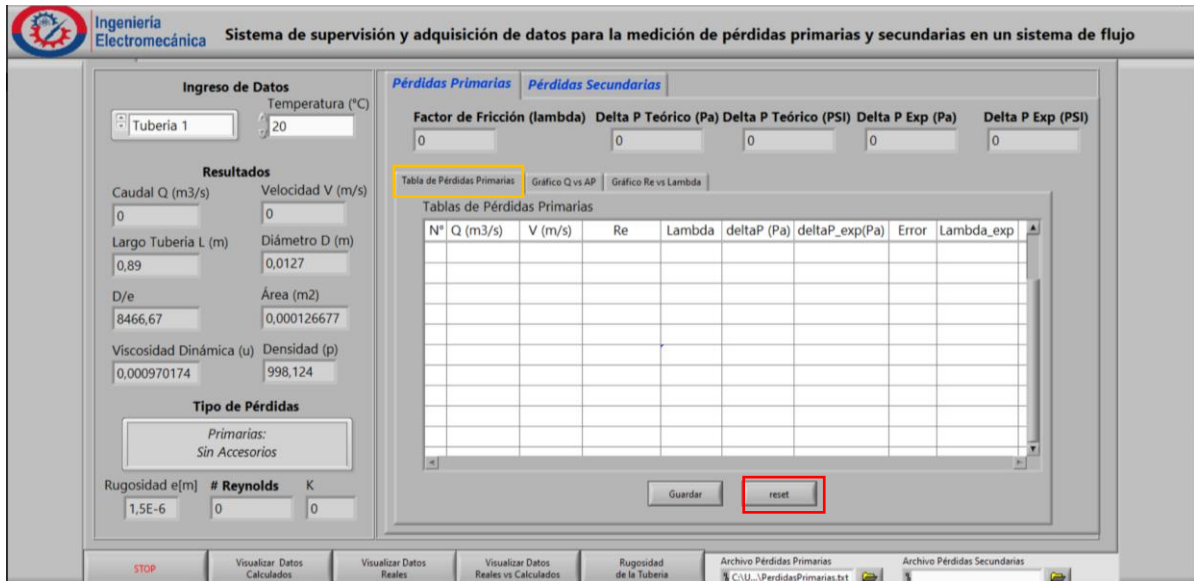 Ingeniería
Electromecánica
Sistema de supervisión y adquisición de datos para la medición de pérdidas primarias y secundarias en un sistema de flujo
Ingreso de Datos
Temperatura (°C)
Tuberia 1
20
Resultados
Caudal Q (m3/s)
Velocidad V (m/s)
0
0
Largo Tuberia L (m)
Diámetro D (m)
0,89
0,0127
D/e
Área (m2)
8466,67
0,000126677
Viscosidad Dinámica (u)
Densidad (p)
0,000970174
998,124
Tipo de Pérdidas
Primarias:
Sin Accesorios
Rugosidad e[m]
# Reynolds
K
1,5E-6
0
0
Pérdidas Primarias
Pérdidas Secundarias
Factor de Fricción (lambda)
Delta P Teórico (Pa)
Delta P Teórico (PSI)
Delta P Exp (Pa)
Delta P Exp (PSI)
0
0
0
0
0
Tabla de Pérdidas Primarias
Gráfico Q vs AP
Gráfico Re vs Lambda
Tablas de Pérdidas Primarias
N° Q (m3/s) V (m/s) Re Lambda deltaP (Pa) deltaP_exp(Pa) Error Lambda_exp
Guardar
reset
STOP
Visualizar Datos
Calculados
Visualizar Datos
Reales
Visualizar Datos
Reales vs Calculados
Rugosidad
de la Tuberia
Archivo Pérdidas Primarias
C:\U...\PerdidasPrimarias.txt
Archivo Pérdidas Secundarias